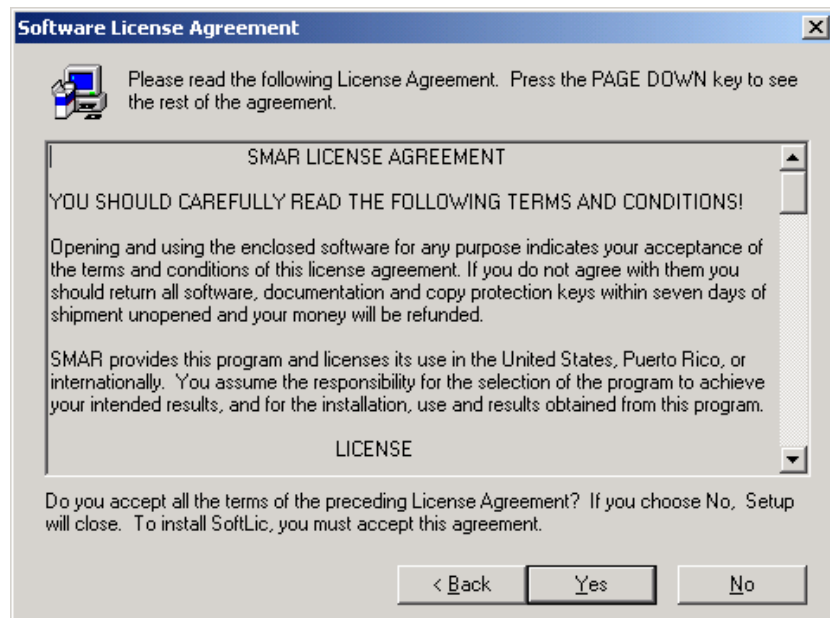 Software License Agreement
Please read the following License Agreement.  Press the PAGE DOWN key to see
the rest of the agreement.
SMAR LICENSE AGREEMENT
YOU SHOULD CAREFULLY READ THE FOLLOWING TERMS AND CONDITIONS!
Opening and using the enclosed software for any purpose indicates your acceptance of
the terms and conditions of this license agreement. If you do not agree with them you
should return all software, documentation and copy protection keys within seven days of
shipment unopened and your money will be refunded.
SMAR provides this program and licenses its use in the United States, Puerto Rico, or
internationally.  You assume the responsibility for the selection of the program to achieve
your intended results, and for the installation, use and results obtained from this program.
LICENSE
Do you accept all the terms of the preceding License Agreement?  If you choose No,  Setup
will close.  To install SoftLic, you must accept this agreement.
< Back Yes No